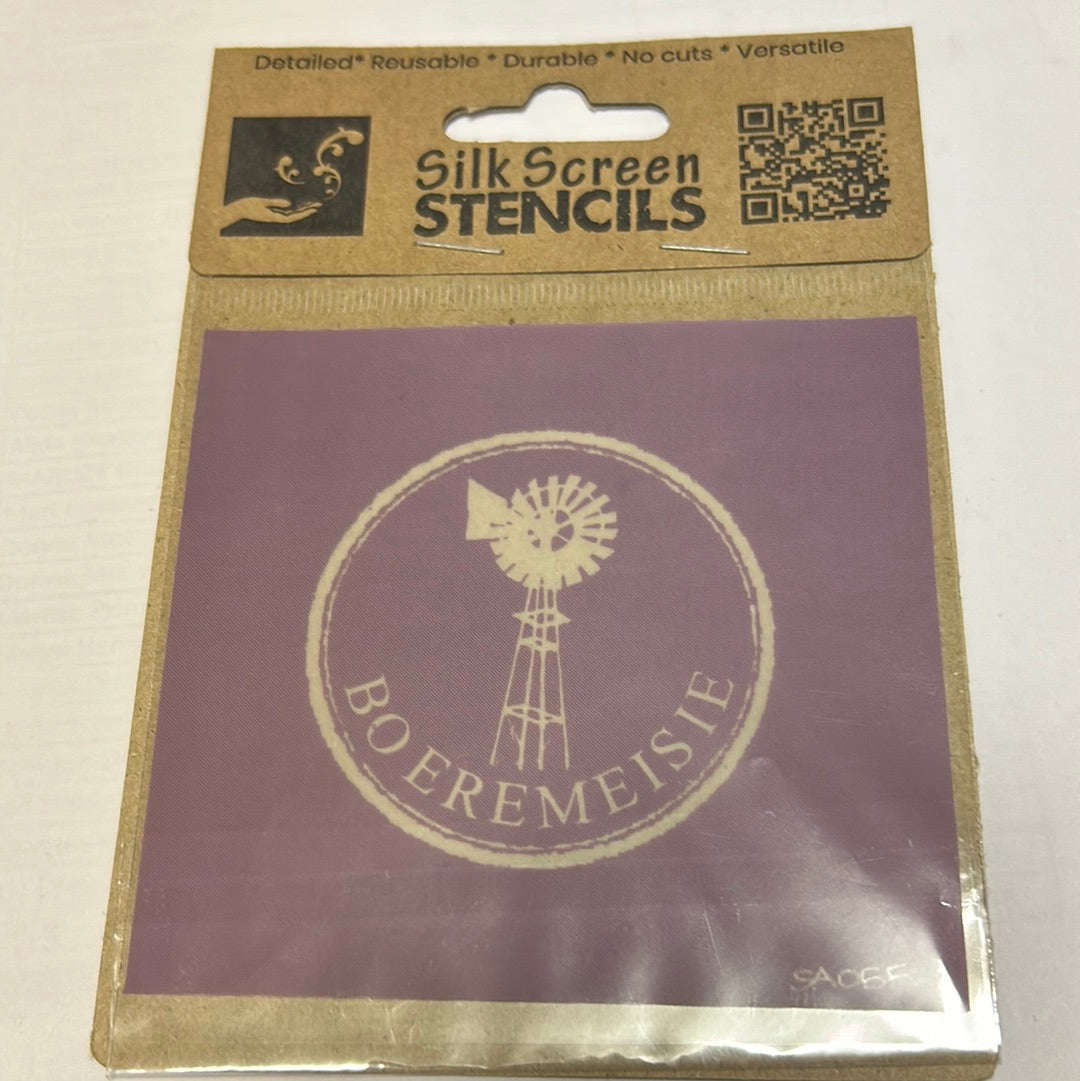 Detailed* Reusable * Durable * No cuts * Versatile
Silk Screen
STENCILS
BOEREMEISIE